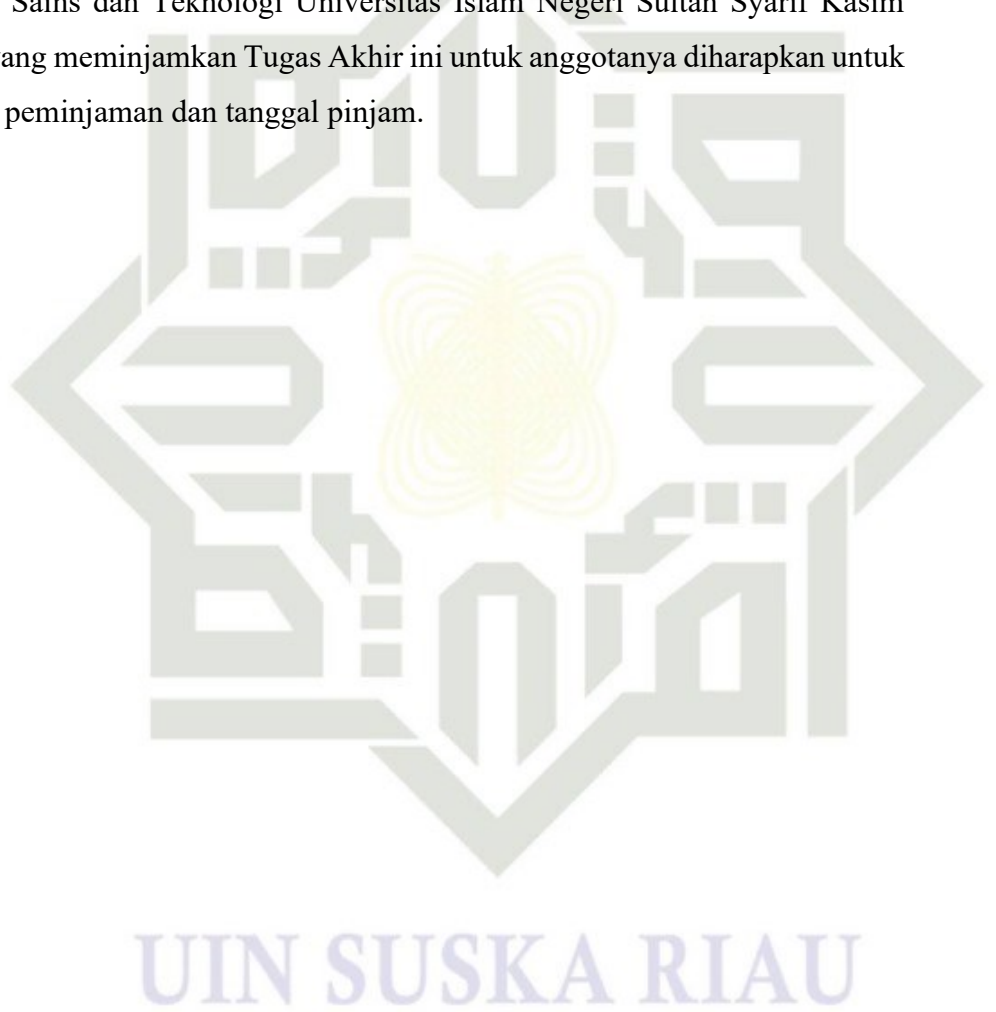 Sains dan Teknologi Universitas Islam Negeri Sultan Syarif Kasim
yang meminjamkan Tugas Akhir ini untuk anggotanya diharapkan untuk
peminjaman dan tanggal pinjam.
UIN SUSKA RIAU